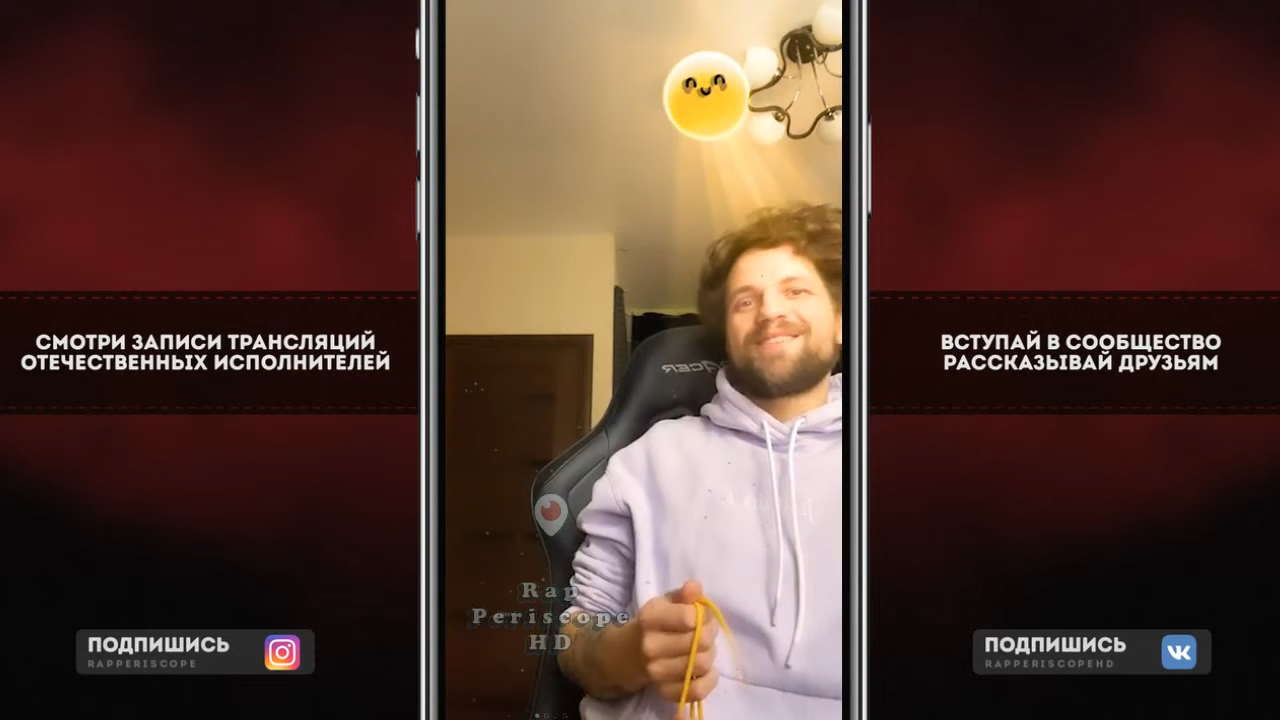 СМОТРИ ЗАПИСИ ТРАНСЛЯЦИЙ
ОТЕЧЕСТВЕННЫХ ИСПОЛНИТЕЛЕЙ
ВСТУПАЙ В СООБЩЕСТВО
РАССКАЗЫВАЙ ДРУЗЬЯМ
Rap
Periscope
HD
ПОДПИШИСЬ
RAPPERISCOPE
ПОДПИШИСЬ
RAPPERISCOPEHD